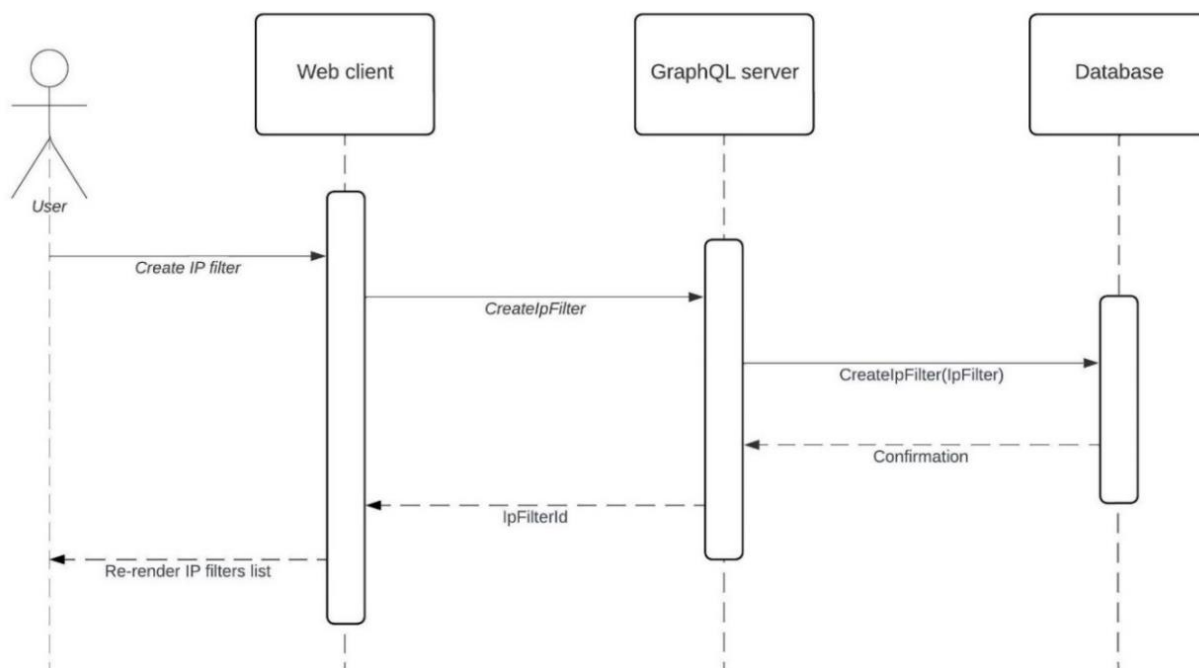 Web client
GraphQL server
Database
User
Create IP filter
CreateIpFilter
CreateIpFilter(IpFilter)
Confirmation
IpFilterId
Re-render IP filters list